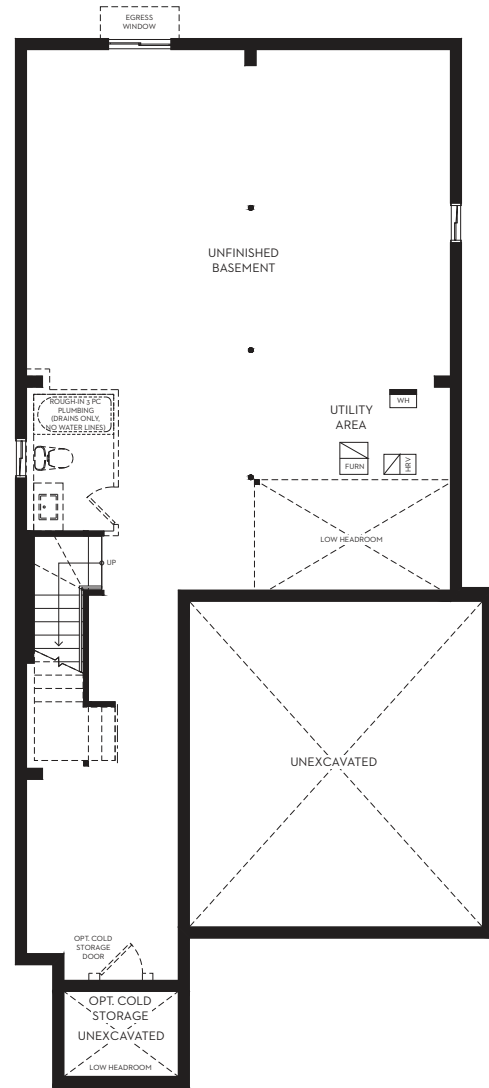 EGRESS
WINDOW
UNFINISHED
BASEMENT
ROUGH-IN 3 PC
PLUMBING
(DRAINS ONLY,
NO WATER LINES)
WH
UTILITY
AREA
FURN
HRV
LOW HEADROOM
UP
UNEXCAVATED
OPT. COLD
STORAGE
DOOR
OPT. COLD
STORAGE
UNEXCAVATED
LOW HEADROOM